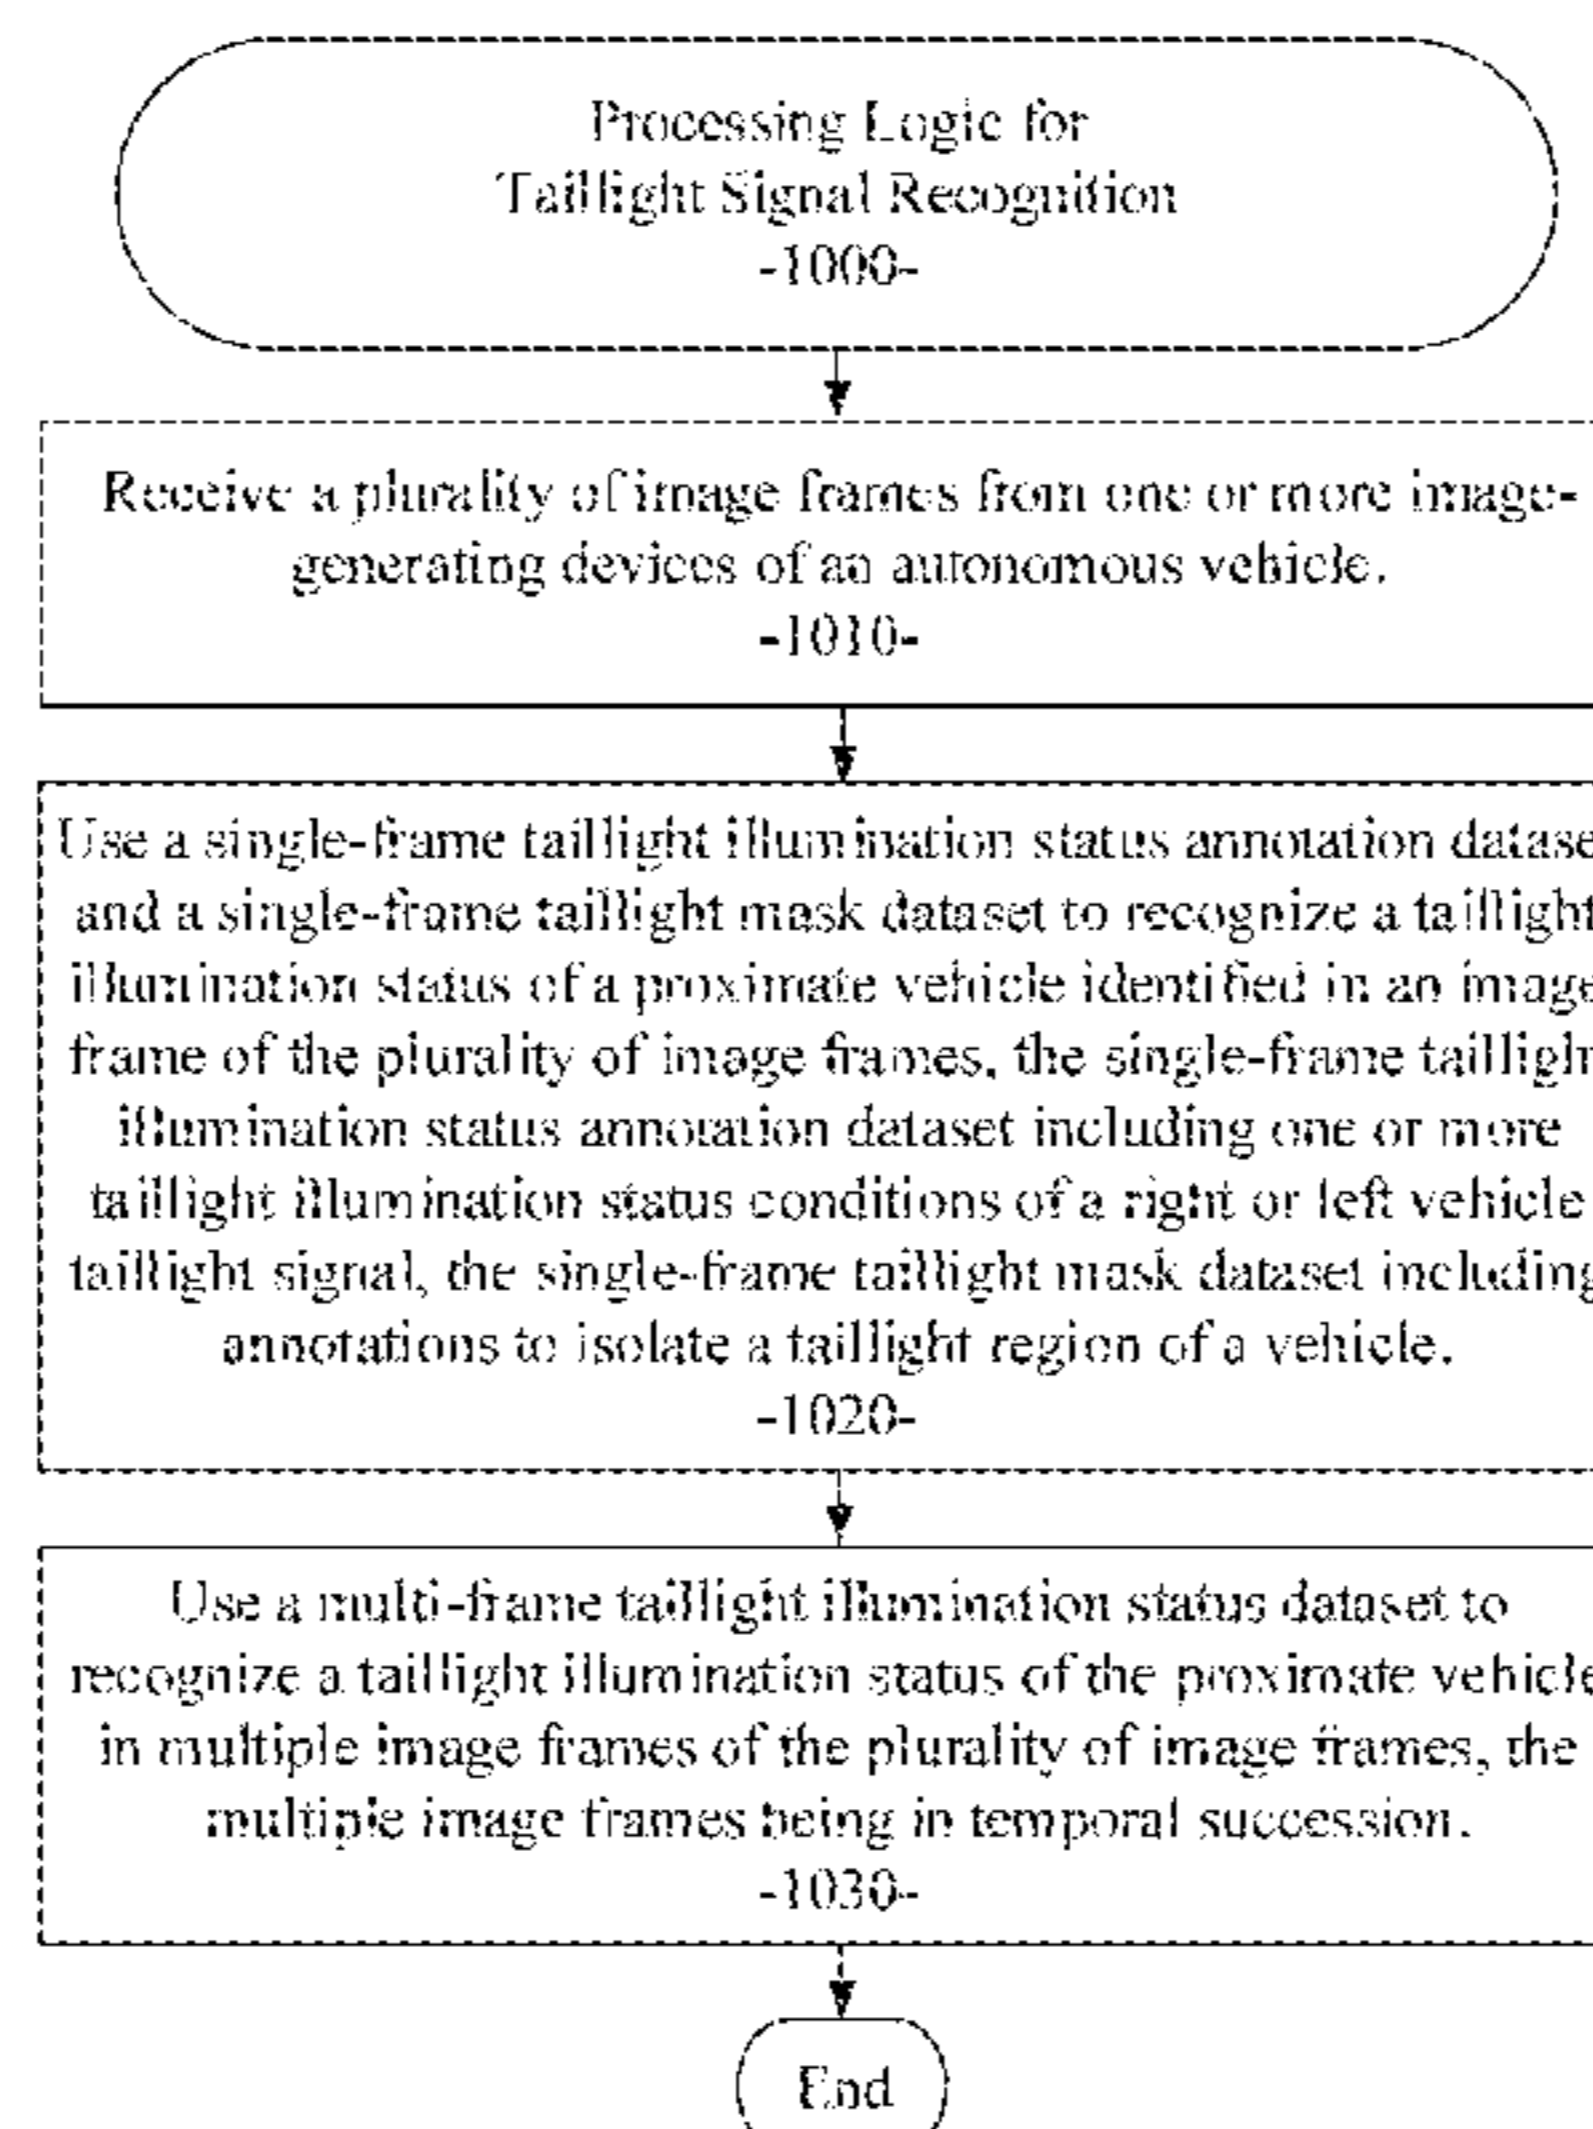 Processing Logic for
Taillight Signal Recognition
-1000-
Receive a plurality of image frames from one or more image-
generating devices of an autonomous vehicle.
-1010-
Use a single-frame taillight illumination status annotation datase
and a single-frame taillight mask dataset to recognize a taillight
illumination status of a proximate vehicle identified in an image
frame of the plurality of image frames, the single-frame taillight
illumination status annotation dataset including one or more
taillight illumination status conditions of a right or left vehicle
taillight signal, the single-frame taillight mask dataset including
annotations to isolate a taillight region of a vehicle.
-1020-
Use a multi-frame taillight illumination status dataset to
recognize a taillight illumination status of the proximate vehicle
in multiple image frames of the plurality of image frames, the
multiple image frames being in temporal succession.
-1030-
End